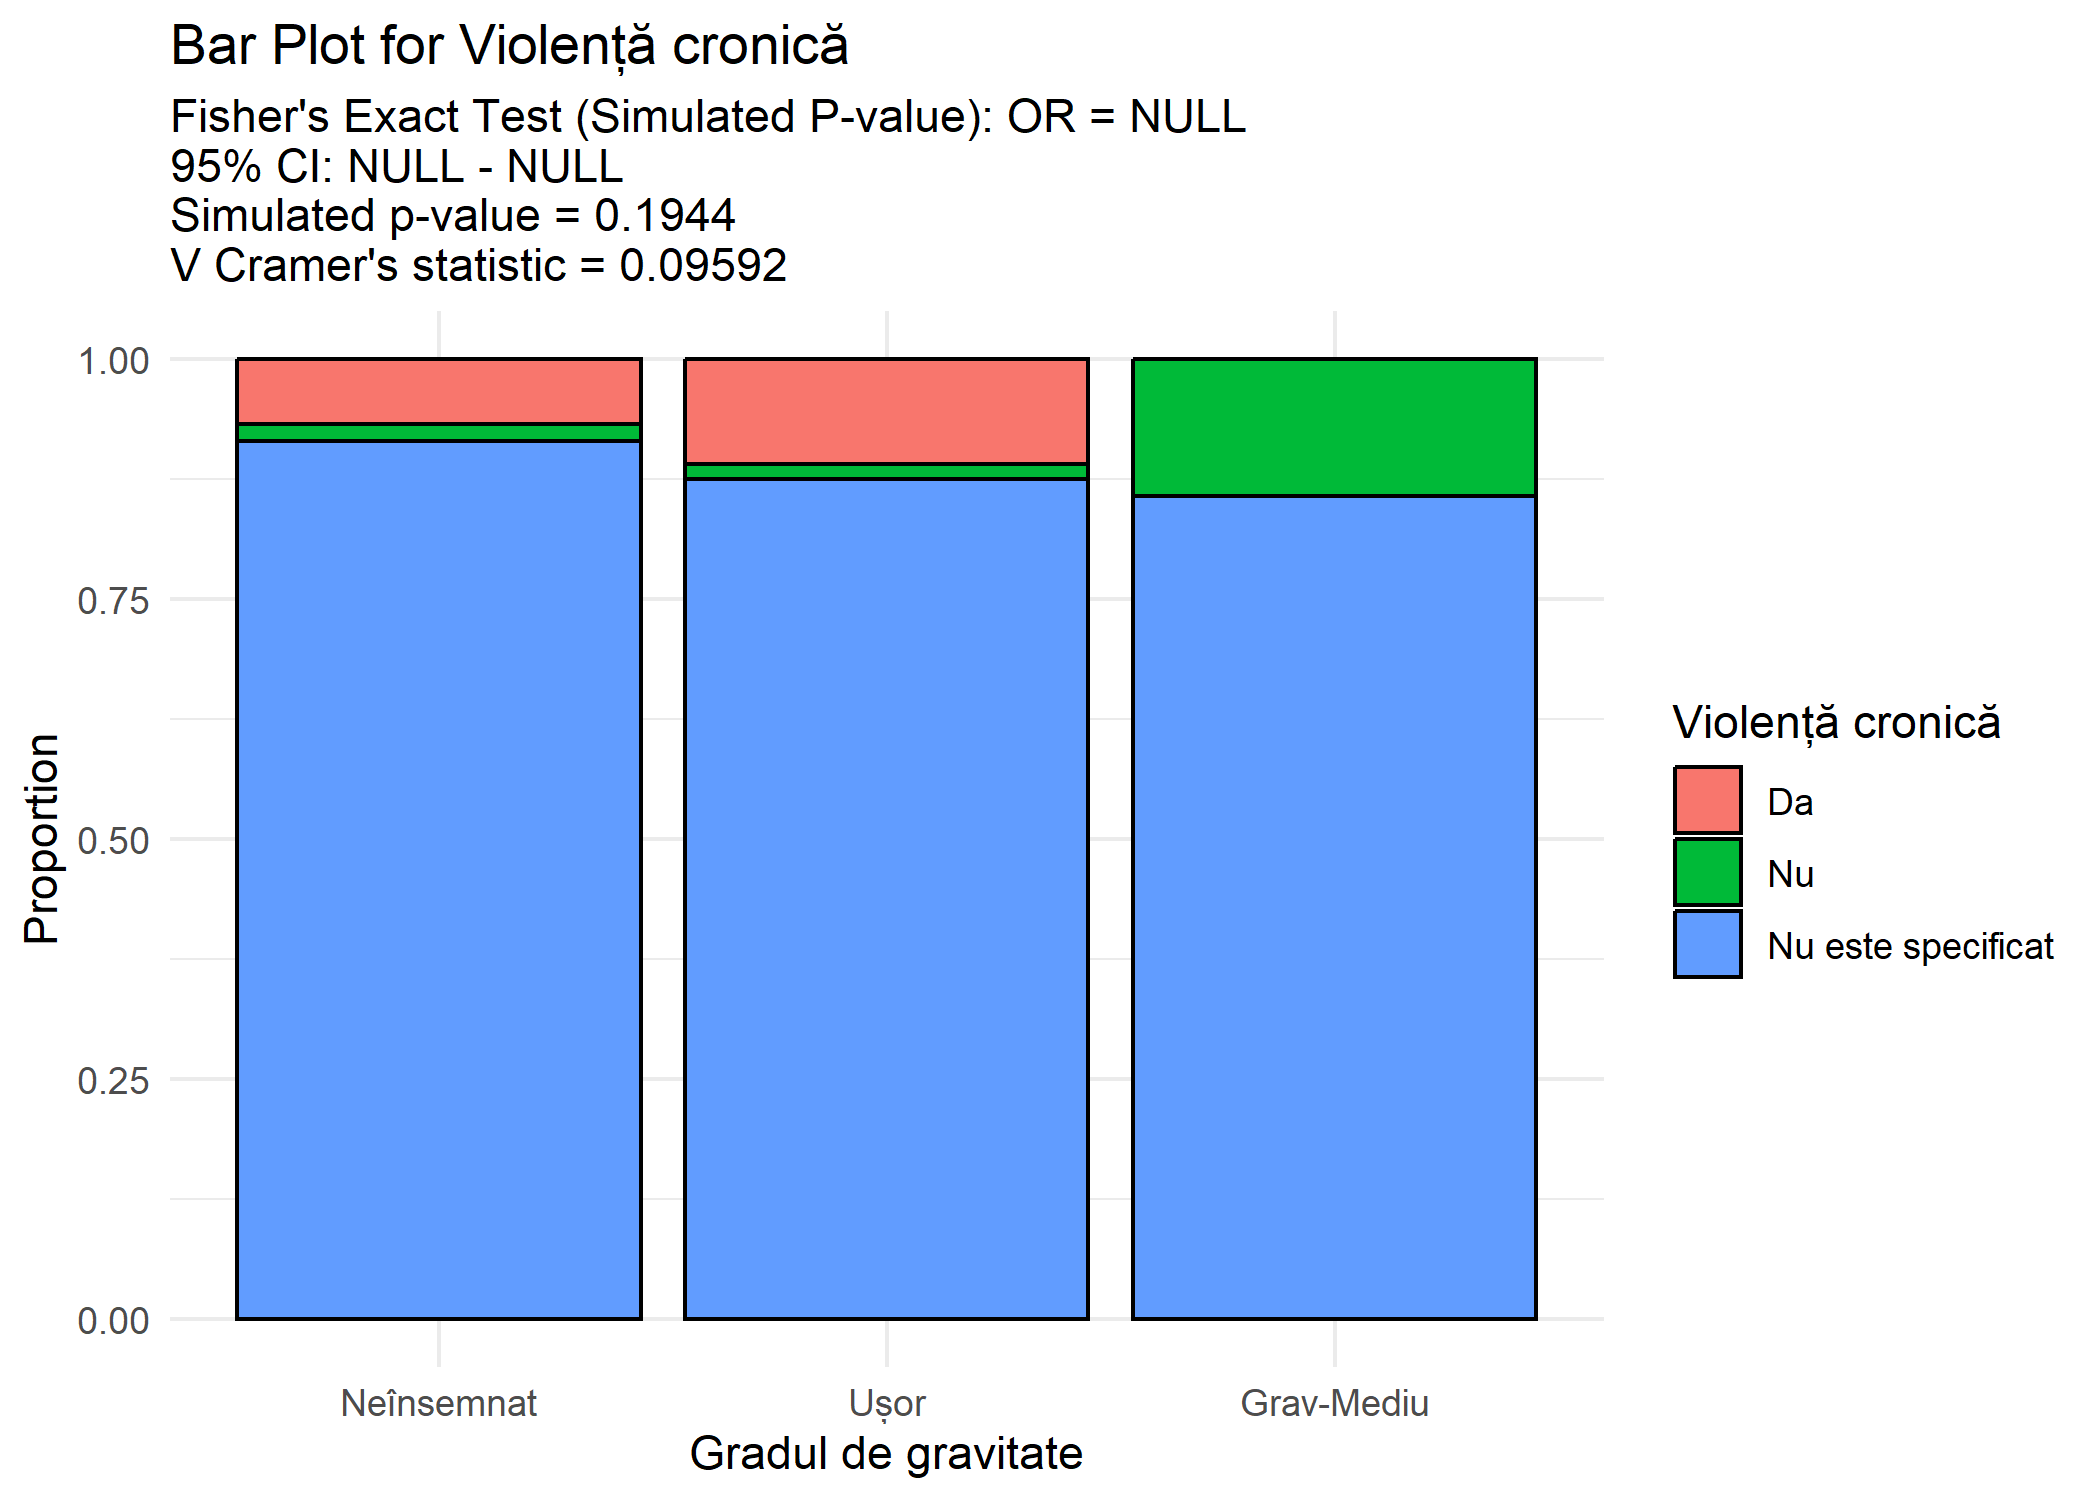 Bar Plot for Violență cronică
Fisher's Exact Test (Simulated P-value): OR = NULL
95% CI: NULL - NULL
Simulated p-value = 0.1944
V Cramer's statistic = 0.09592
1.00
0.75
0.50
0.25
0.00
Proportion
Neînsemnat
Ușor
Grav-Mediu
Gradul de gravitate
Violență cronică
Da
Nu
Nu este specificat